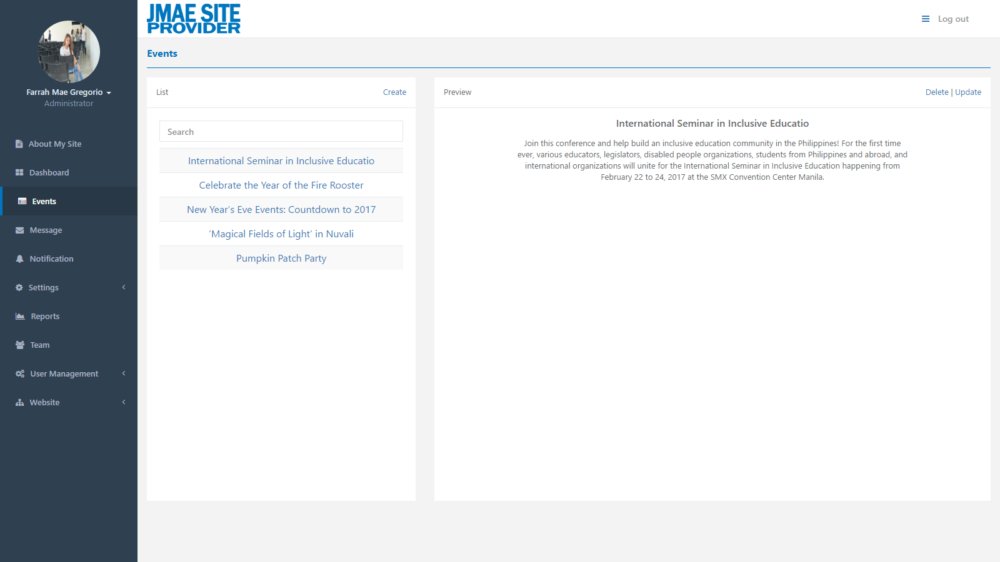 JMAE SITE
PROVIDER
Log out
Farrah Mae Gregorio
Administrator
About My Site
Dashboard
Events
Message
Notification
Settings
Reports
Team
User Management
Website
Events
List
Create
Search
International Seminar in Inclusive Educatio
Celebrate the Year of the Fire Rooster
New Year's Eve Events: Countdown to 2017
‘Magical Fields of Light’ in Nuvali
Pumpkin Patch Party
Preview
Delete | Update
International Seminar in Inclusive Educatio
Join this conference and help build an inclusive education community in the Philippines! For the first time
ever, various educators, legislators, disabled people organizations, students from Philippines and abroad, and
international organizations will unite for the International Seminar in Inclusive Education happening from
February 22 to 24, 2017 at the SMX Convention Center Manila.